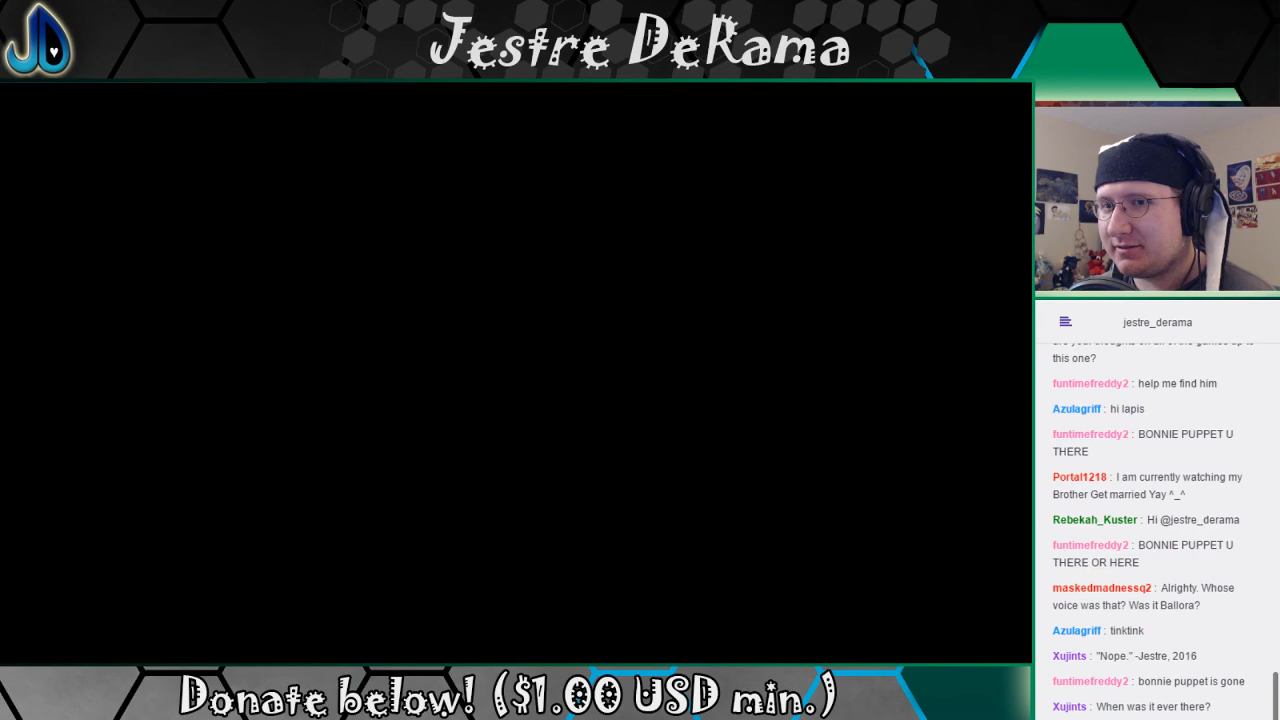 JD
Jestre DeRama
jestre_derama
this one?
funtimefreddy2 : help me find him
Azulagriff : hi lapis
funtimefreddy2 : BONNIE PUPPET U
THERE
Portal1218 : I am currently watching my
Brother Get married Yay ^_^
Rebekah_Kuster : Hi @jestre_derama
funtimefreddy2 : BONNIE PUPPET U
THERE OR HERE
maskedmadnessq2 : Alrighty. Whose
voice was that? Was it Ballora?
Azulagriff : tinktink
Xujints : "Nope." -Jestre, 2016
funtimefreddy2 : bonnie puppet is gone
Xujints : When was it ever there?
Donate below! ($1.00 USD min.)